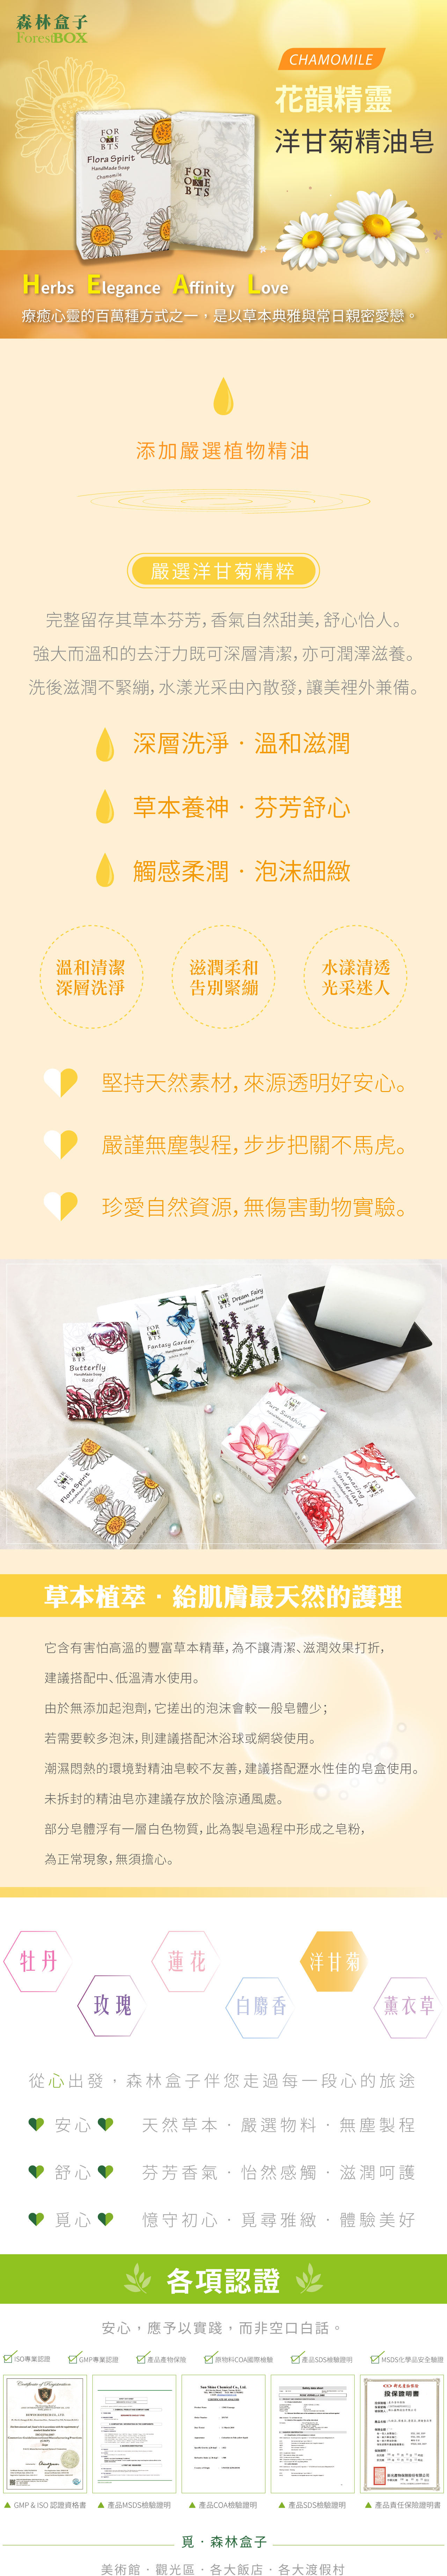 森林盒子
ForestBOX
CHAMOMILE
花韻精靈
洋甘菊精油皂
FOR
BTS
Flora Spirit
HandMade Soap
Chamomile
FOR
BTS
Herbs Elegance Affinity Love
療癒心靈的百萬種方式之一，是以草本典雅與常日親密愛戀。
添加嚴選植物精油
嚴選洋甘菊精粹
完整留存其草本芬芳，香氣自然甜美，舒心怡人。
強大而溫和的去汙力既可深層清潔，亦可潤澤滋養。
洗後滋潤不緊繃，水漾光采由內散發，讓美裡外兼備。
深層洗淨．溫和滋潤
草本養神．芬芳舒心
觸感柔潤．泡沫細緻
溫和清潔
深層洗淨
滋潤柔和
告別緊繃
水漾清透
光采迷人
堅持天然素材，來源透明好安心。
嚴謹無塵製程，步步把關不馬虎。
珍愛自然資源，無傷害動物實驗。
Butterfly
HandMade Soap
Rose
Fantasy Garden
HandMade Soap
Dream Fairy
HandMade Soap
Lavender
Flora Spirit
Pure Sunshine
Amazing Wonderland
草本植萃．給肌膚最天然的護理
它含有害怕高溫的豐富草本精華，為不讓清潔、滋潤效果打折，
建議搭配中、低溫清水使用。
由於無添加起泡劑，它搓出的泡沫會較一般皂體少；
若需要較多泡沫，則建議搭配沐浴球或網袋使用。
潮濕悶熱的環境對精油皂較不友善，建議搭配瀝水性佳的皂盒使用。
未拆封的精油皂亦建議存放於陰涼通風處。
部分皂體浮有一層白色物質，此為製皂過程中形成之皂粉，
為正常現象，無須擔心。
牡丹
玫瑰
蓮花
白麝香
洋甘菊
薰衣草
從心出發，森林盒子伴您走過每一段心的旅途
安心 天然草本．嚴選物料．無塵製程
舒心 芬芳香氣．怡然感觸．滋潤呵護
覓心 憶守初心．覓尋雅緻．體驗美好
各項認證
安心，應予以實踐，而非空口白話。
ISO專業認證
GMP專業認證
產品產物保險
原物料COA國際檢驗
產品SDS檢驗證明
MSDS化學品安全驗證
Certificate of Registration
投保證明書
▲ GMP & ISO 認證資格書
▲ 產品MSDS檢驗證明
▲ 產品COA檢驗證明
▲ 產品SDS檢驗證明
▲ 產品責任保險證明書
覓．森林盒子
美術館．觀光區．各大飯店．各大渡假村